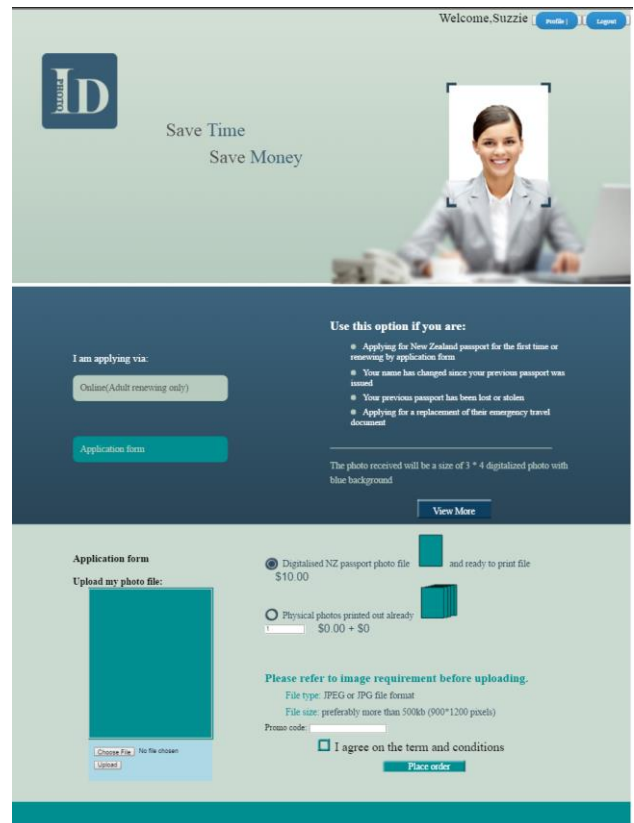 Welcome,Suzzie
Profile |
Logout
ID
PHOTO
Save Time
Save Money
I am applying via:
Online(Adult renewing only)
Application form
Use this option if you are:
Applying for New Zealand passport for the first time or
renewing by application form
Your name has changed since your previous passport was
issued
Your previous passport has been lost or stolen
Applying for a replacement of their emergency travel
document
The photo received will be a size of 3 * 4 digitalized photo with
blue background
View More
Application form
Upload my photo file:
Choose File No file chosen
Upload
Digitalised NZ passport photo file and ready to print file
$10.00
Physical photos printed out already
1 $0.00 + $0
Please refer to image requirement before uploading.
File type: JPEG or JPG file format
File size: preferably more than 500kb (900*1200 pixels)
Promo code:
I agree on the term and conditions
Place order